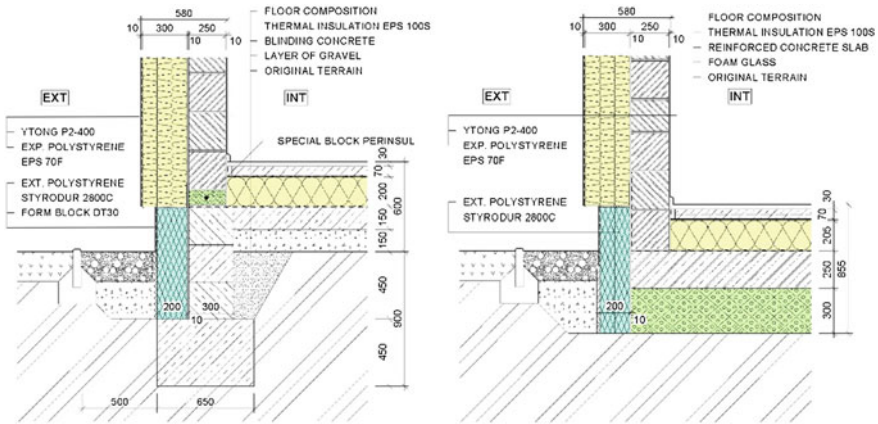 580
300 250
10 10 10
FLOOR COMPOSITION
THERMAL INSULATION EPS 100S
BLINDING CONCRETE
LAYER OF GRAVEL
ORIGINAL TERRAIN
EXT
INT
YTONG P2-400
EXP. POLYSTYRENE
EPS 70F
SPECIAL BLOCK PERINSUL
EXT. POLYSTYRENE
STYRODUR 2800C
FORM BLOCK DT30
30
70
200
600
150
150
450
900
450
200 300
10
500 650
580
300 250
10 10 10
FLOOR COMPOSITION
THERMAL INSULATION EPS 100S
REINFORCED CONCRETE SLAB
FOAM GLASS
ORIGINAL TERRAIN
EXT
INT
YTONG P2-400
EXP. POLYSTYRENE
EPS 70F
EXT. POLYSTYRENE
STYRODUR 2800C
30
70
205
250
855
300
200
10